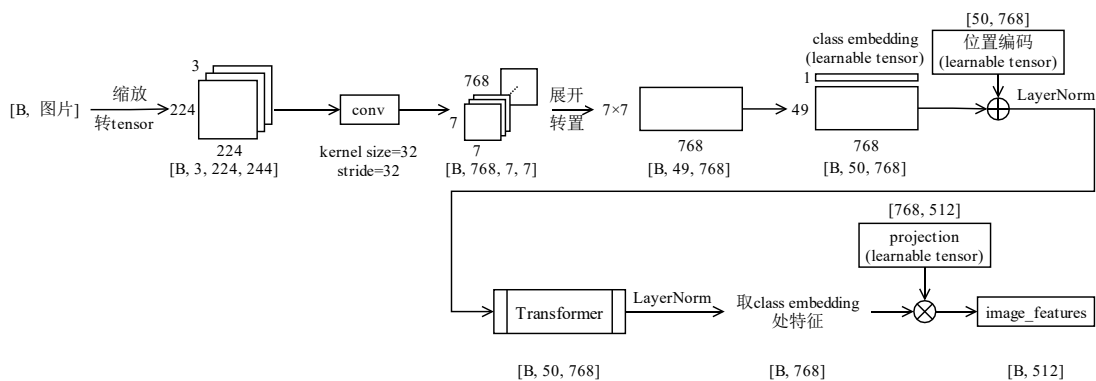 [B, 图片]
缩放
转tensor
3
224
224
[B, 3, 224, 244]
conv
kernel size=32
stride=32
768
7
7
[B, 768, 7, 7]
展开
转置
7×7
768
[B, 49, 768]
class embedding
(learnable tensor)
1
49
768
[B, 50, 768]
[50, 768]
位置编码
(learnable tensor)
LayerNorm
Transformer
[B, 50, 768]
LayerNorm
取class embedding
处特征
[B, 768]
[768, 512]
projection
(learnable tensor)
image_features
[B, 512]